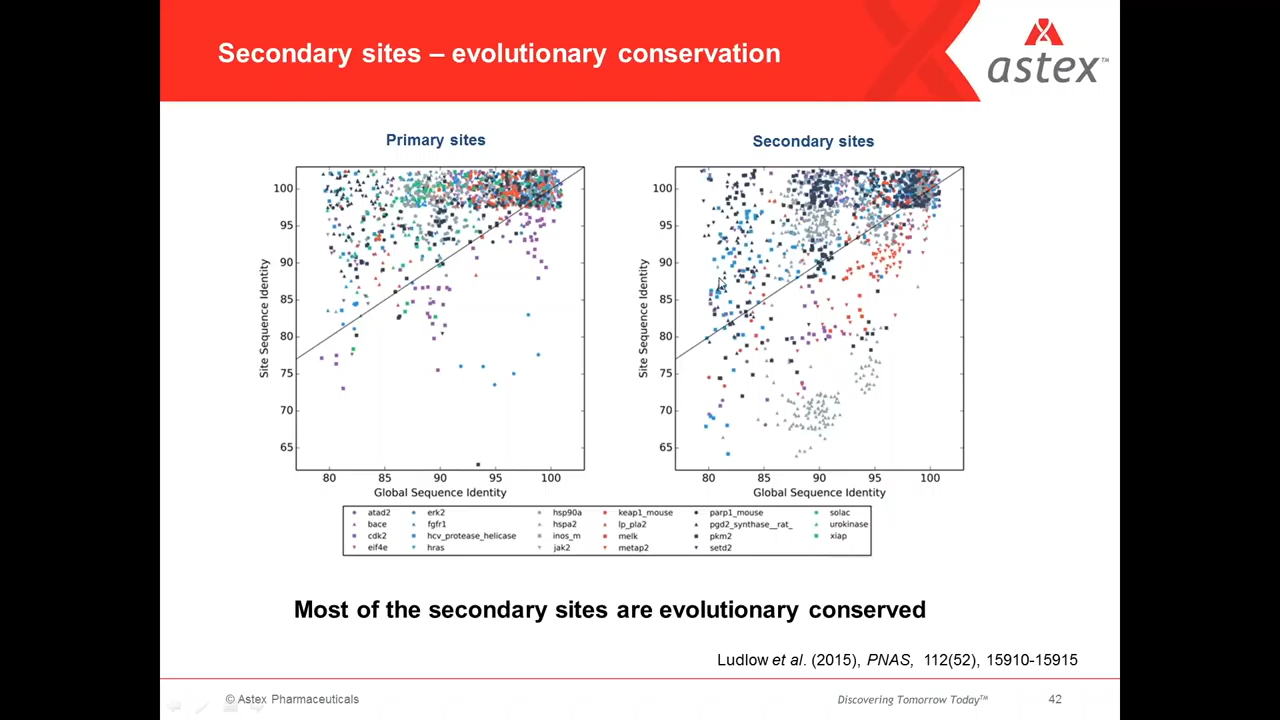 Secondary sites – evolutionary conservation
astex™
Primary sites
Secondary sites
Site Sequence Identity
100
95
90
85
80
75
70
65
80 85 90 95 100
Global Sequence Identity
Site Sequence Identity
100
95
90
85
80
75
70
65
80 85 90 95 100
Global Sequence Identity
atad2 erk2 hsp90a keap1_mouse parp1_mouse solac
bace fgfr1 hspa2 lp_pla2 pgd2_synthase__rat_ urokinase
cdk2 hcv_protease_helicase inos_m melk pkm2 xiap
eif4e hras jak2 metap2 setd2
Most of the secondary sites are evolutionary conserved
Ludlow et al. (2015), PNAS, 112(52), 15910-15915
© Astex Pharmaceuticals
Discovering Tomorrow Today™
42